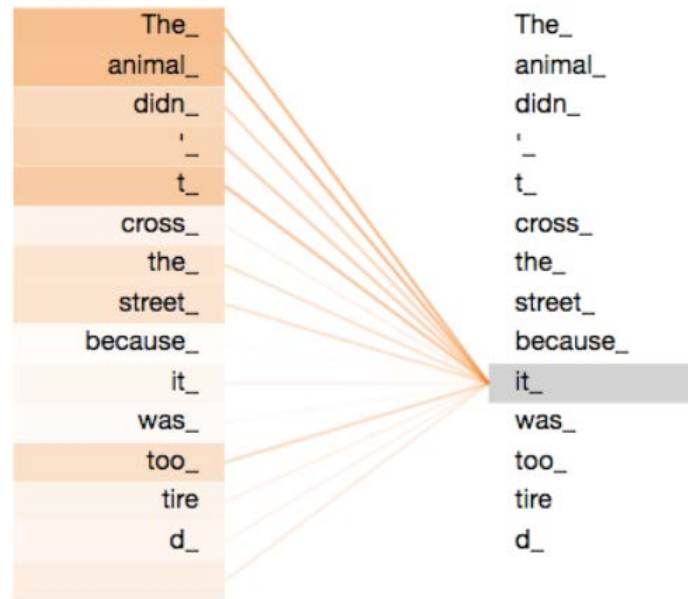 The_ The_
animal_ animal_
didn_ didn_
'_ '_
t_ t_
cross_ cross_
the_ the_
street_ street_
because_ because_
it_ it_
was_ was_
too_ too_
tire tire
d_ d_